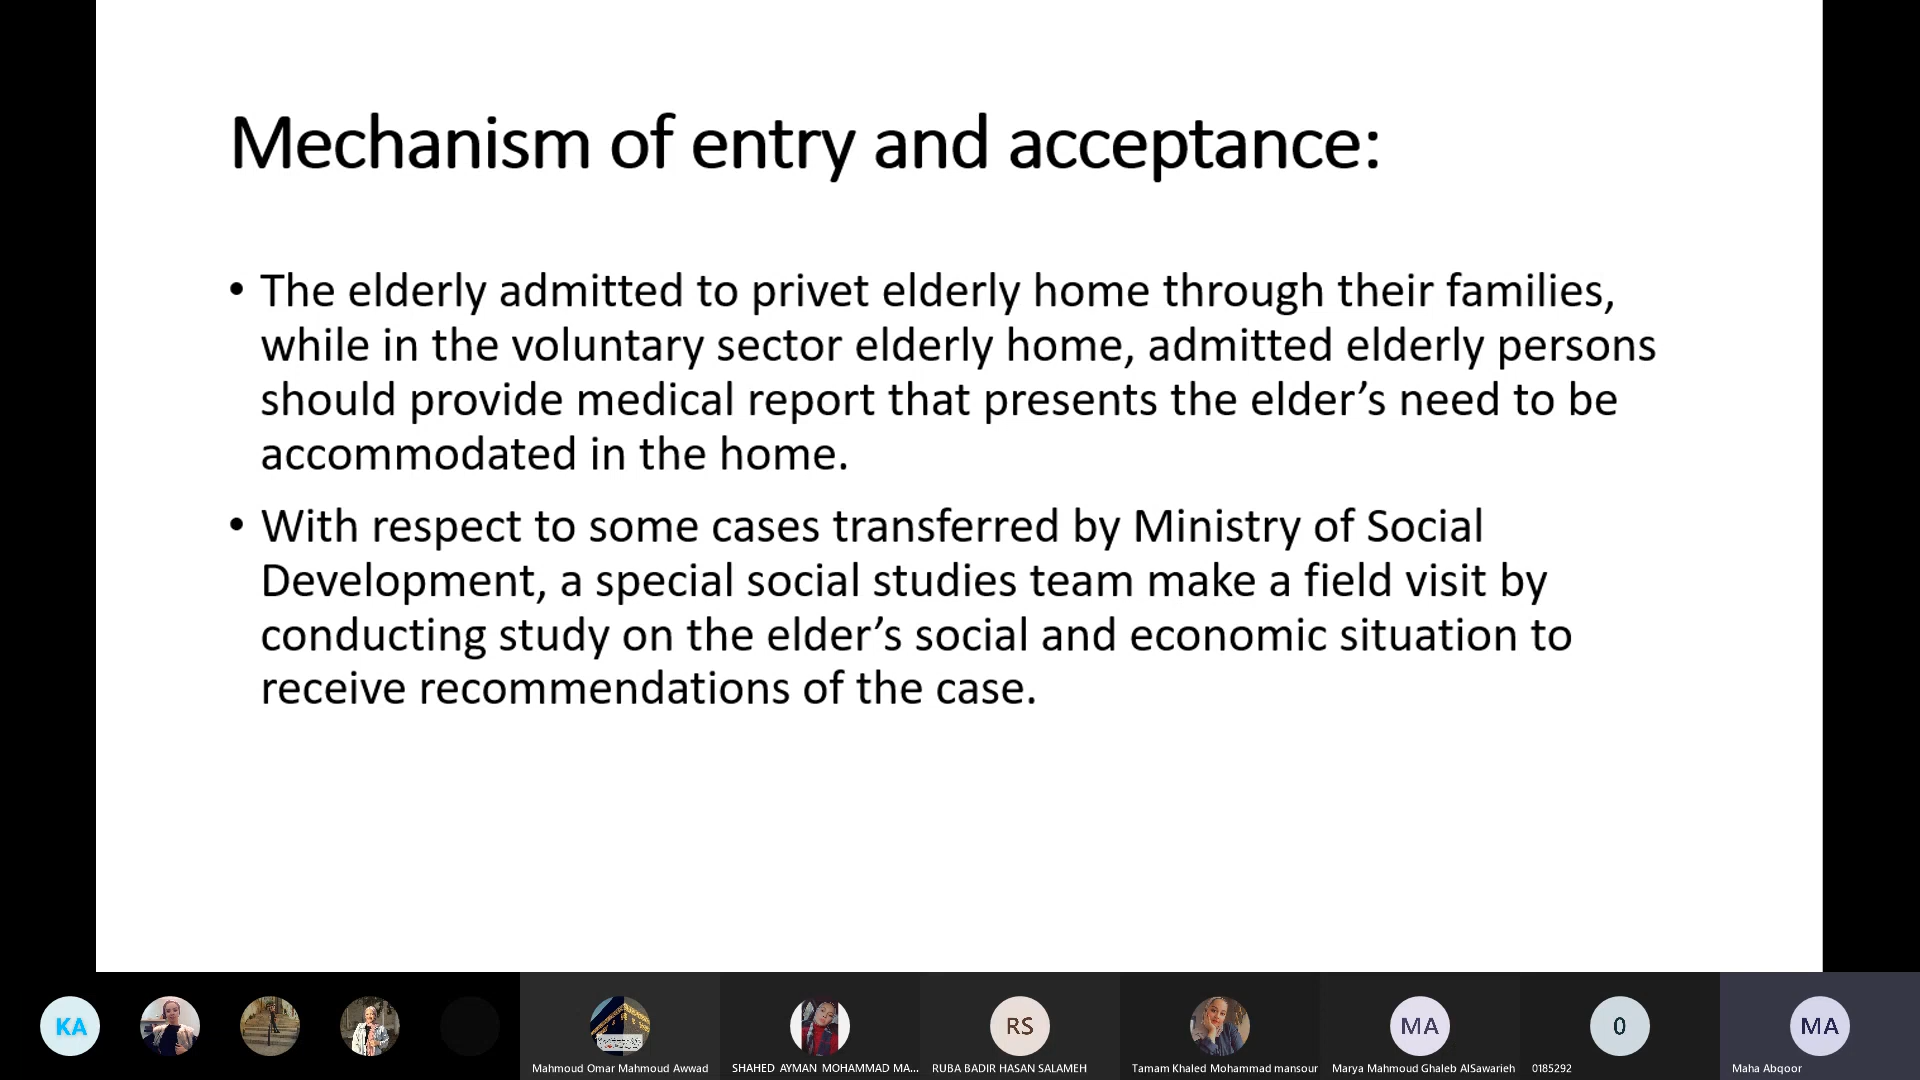 Mechanism of entry and acceptance:
• The elderly admitted to privet elderly home through their families,
while in the voluntary sector elderly home, admitted elderly persons
should provide medical report that presents the elder’s need to be
accommodated in the home.
• With respect to some cases transferred by Ministry of Social
Development, a special social studies team make a field visit by
conducting study on the elder’s social and economic situation to
receive recommendations of the case.
KA
RS
MA
0
MA
Mahmoud Omar Mahmoud Awwad
SHAHED AYMAN MOHAMMAD MA...
RUBA BADIR HASAN SALAMEH
Tamam Khaled Mohammad mansour
Marya Mahmoud Ghaleb AlSawarieh
0185292
Maha Abqoor